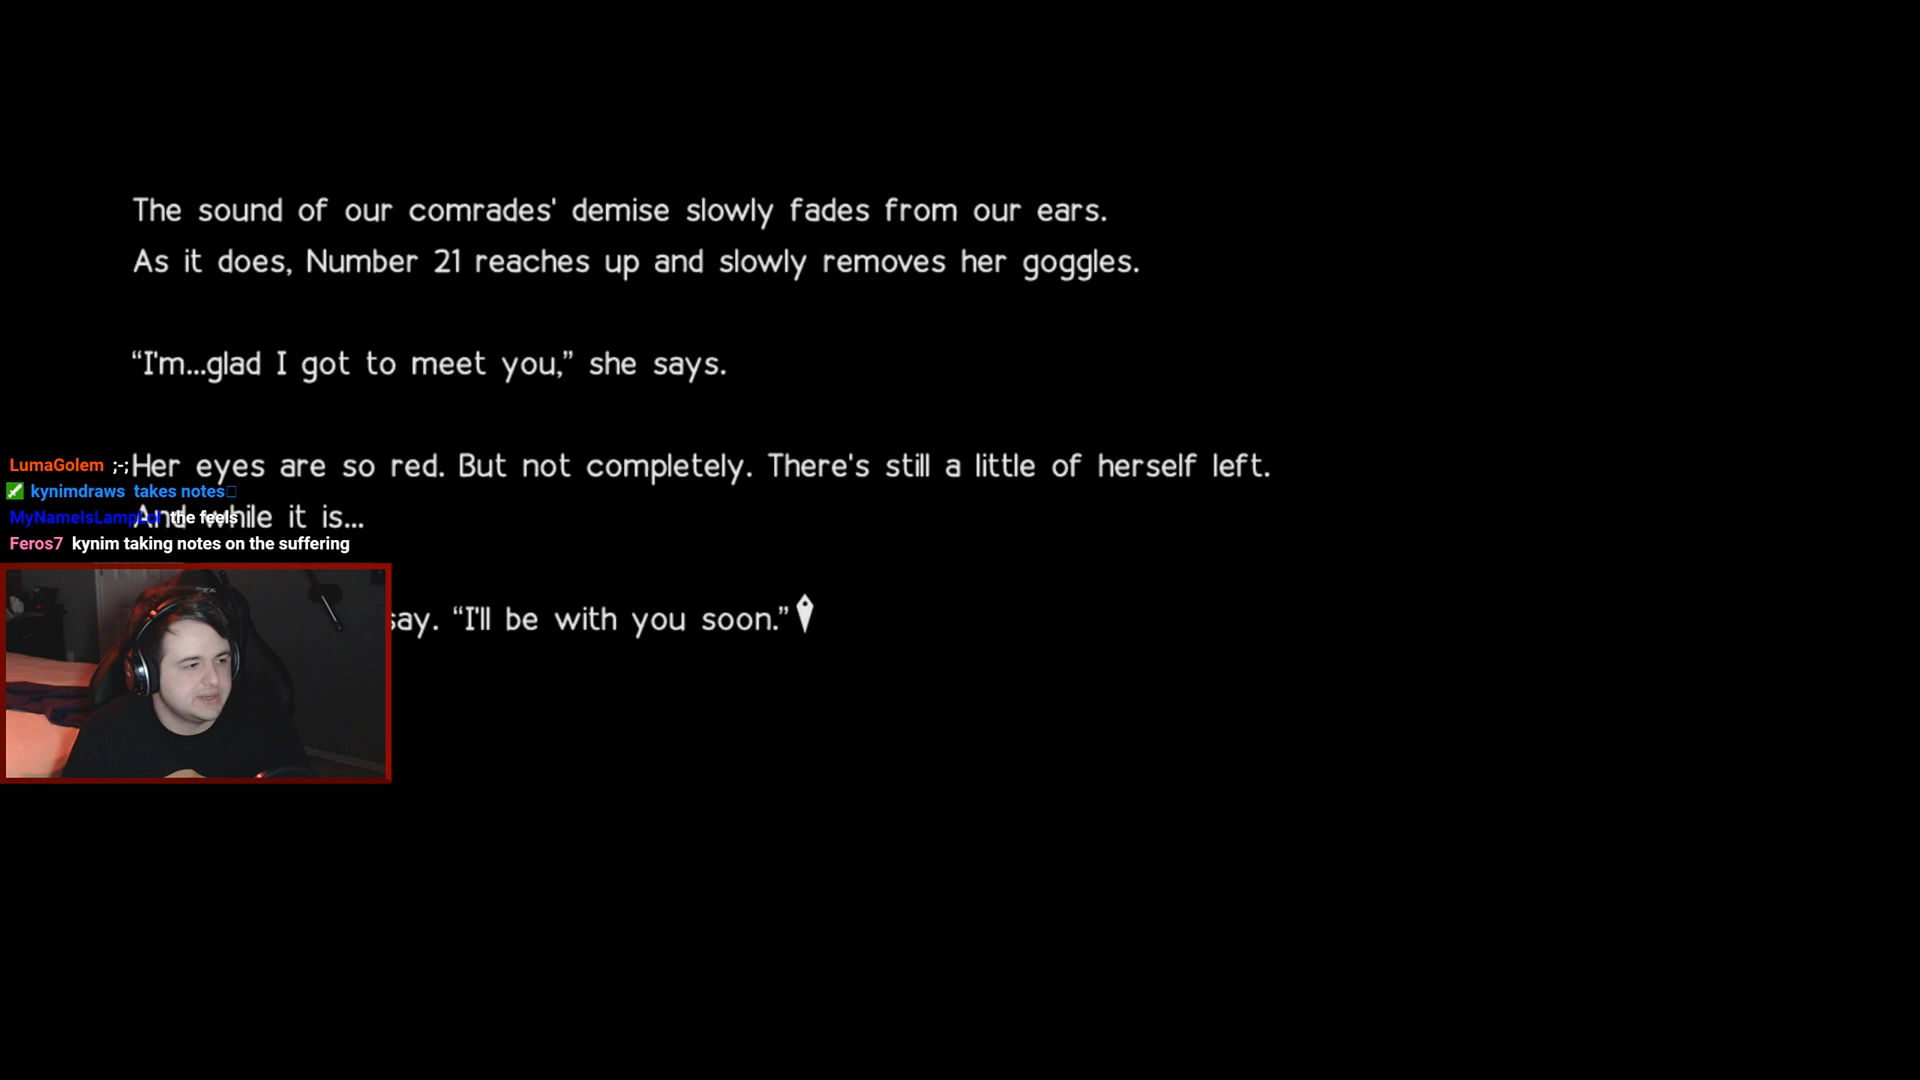 The sound of our comrades' demise slowly fades from our ears.
As it does, Number 21 reaches up and slowly removes her goggles.
“I'm...glad I got to meet you,” she says.
Her eyes are so red. But not completely. There's still a little of herself left.
And while it is...
say. “I'll be with you soon.”
LumaGolem ;-;
kynimdraws takes notes
the feels
Feros7 kynim taking notes on the suffering